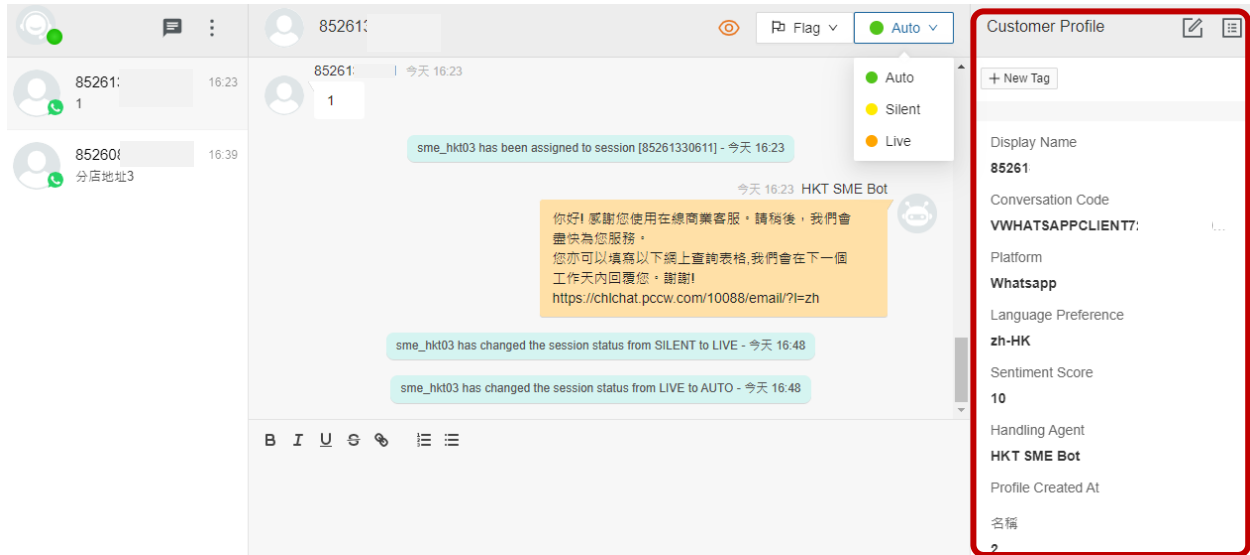 85261
16:23
1
85260
16:39
分店地址3
85261
Flag
Auto
Auto
Silent
Live
85261 今天 16:23
1
sme_hkt03 has been assigned to session [85261330611] - 今天 16:23
今天 16:23 HKT SME Bot
你好! 感謝您使用在線商業客服。請稍後，我們會
盡快為您服務。
您亦可以填寫以下網上查詢表格,我們會在下一個
工作天內回覆您。謝謝!
https://chlchat.pccw.com/10088/email/?l=zh
sme_hkt03 has changed the session status from SILENT to LIVE - 今天 16:48
sme_hkt03 has changed the session status from LIVE to AUTO - 今天 16:48
B I U S
Customer Profile
+ New Tag
Display Name
85261
Conversation Code
VWHATSAPPCLIENT7
Platform
Whatsapp
Language Preference
zh-HK
Sentiment Score
10
Handling Agent
HKT SME Bot
Profile Created At
名稱
2